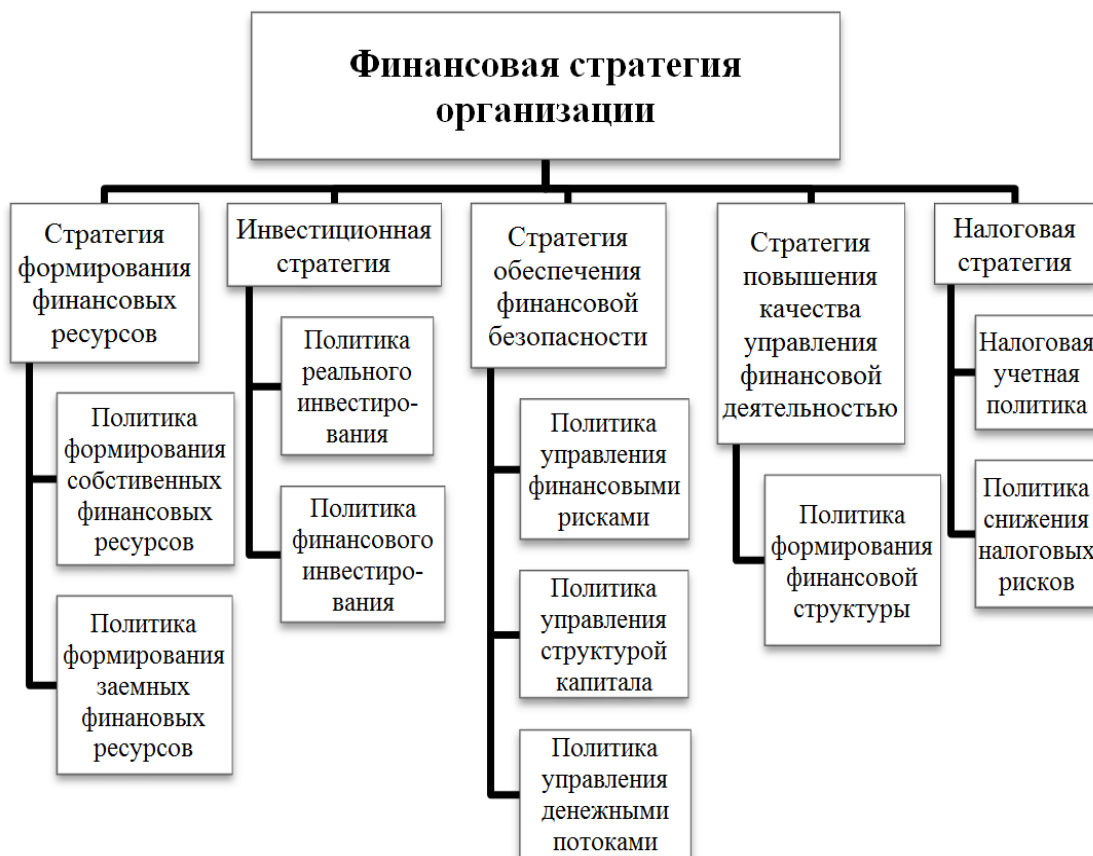 Финансовая стратегия
организации
Стратегия
формирования
финансовых
ресурсов
Политика
формирования
собстивенных
финансовых
ресурсов
Политика
формирования
заемных
финановых
ресурсов
Инвестиционная
стратегия
Политика
реального
инвестиро-
вания
Политика
финансового
инвестиро-
вания
Стратегия
обеспечения
финансовой
безопасности
Политика
управления
финансовыми
рисками
Политика
управления
структурой
капитала
Политика
управления
денежными
потоками
Стратегия
повышения
качества
управления
финансовой
деятельностью
Политика
формирования
финансовой
структуры
Налоговая
стратегия
Налоговая
учетная
политика
Политика
снижения
налоговых
рисков